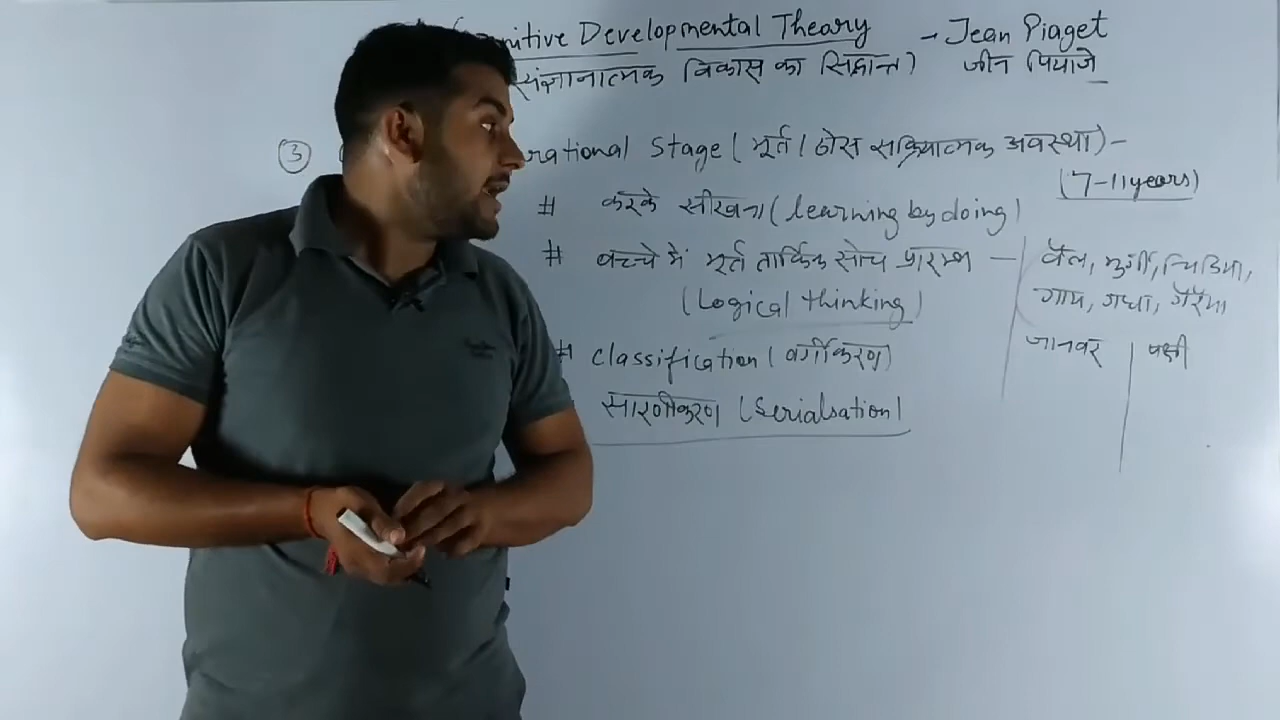 nitive Developmental Theory - Jean Piaget
संज्ञानात्मक विकास का सिद्धान्त) जीन पियाजे
③ rational Stage (मूर्त / ठोस सक्रियात्मक अवस्था) -
(7-11 years)
# करके सीखना (learning by doing)
# बच्चे में मूर्त तार्किक सोच प्रारम्भ — बैल, मुर्गी, चिडिया,
(Logical thinking) गाय, गधा, गौरैया
जानवर | पक्षी
# Classification (वर्गीकरण)
सारणीकरण (Serialsation)